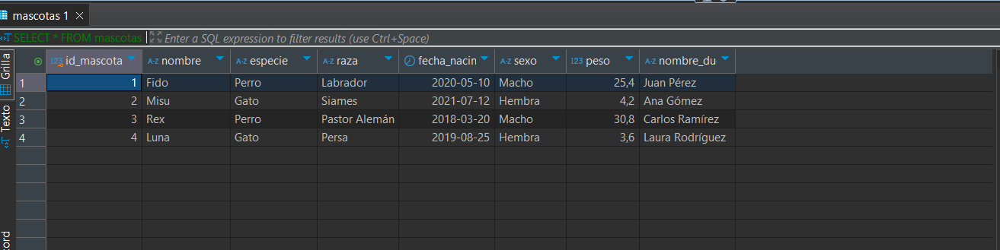 mascotas 1
SELECT * FROM mascotas Enter a SQL expression to filter results (use Ctrl+Space)
Grilla
Texto
cord
123 id_mascota A-Z nombre A-Z especie A-Z raza fecha_nacin A-Z sexo 123 peso A-Z nombre_du
1 1 Fido Perro Labrador 2020-05-10 Macho 25,4 Juan Pérez
2 2 Misu Gato Siames 2021-07-12 Hembra 4,2 Ana Gómez
3 3 Rex Perro Pastor Alemán 2018-03-20 Macho 30,8 Carlos Ramírez
4 4 Luna Gato Persa 2019-08-25 Hembra 3,6 Laura Rodríguez